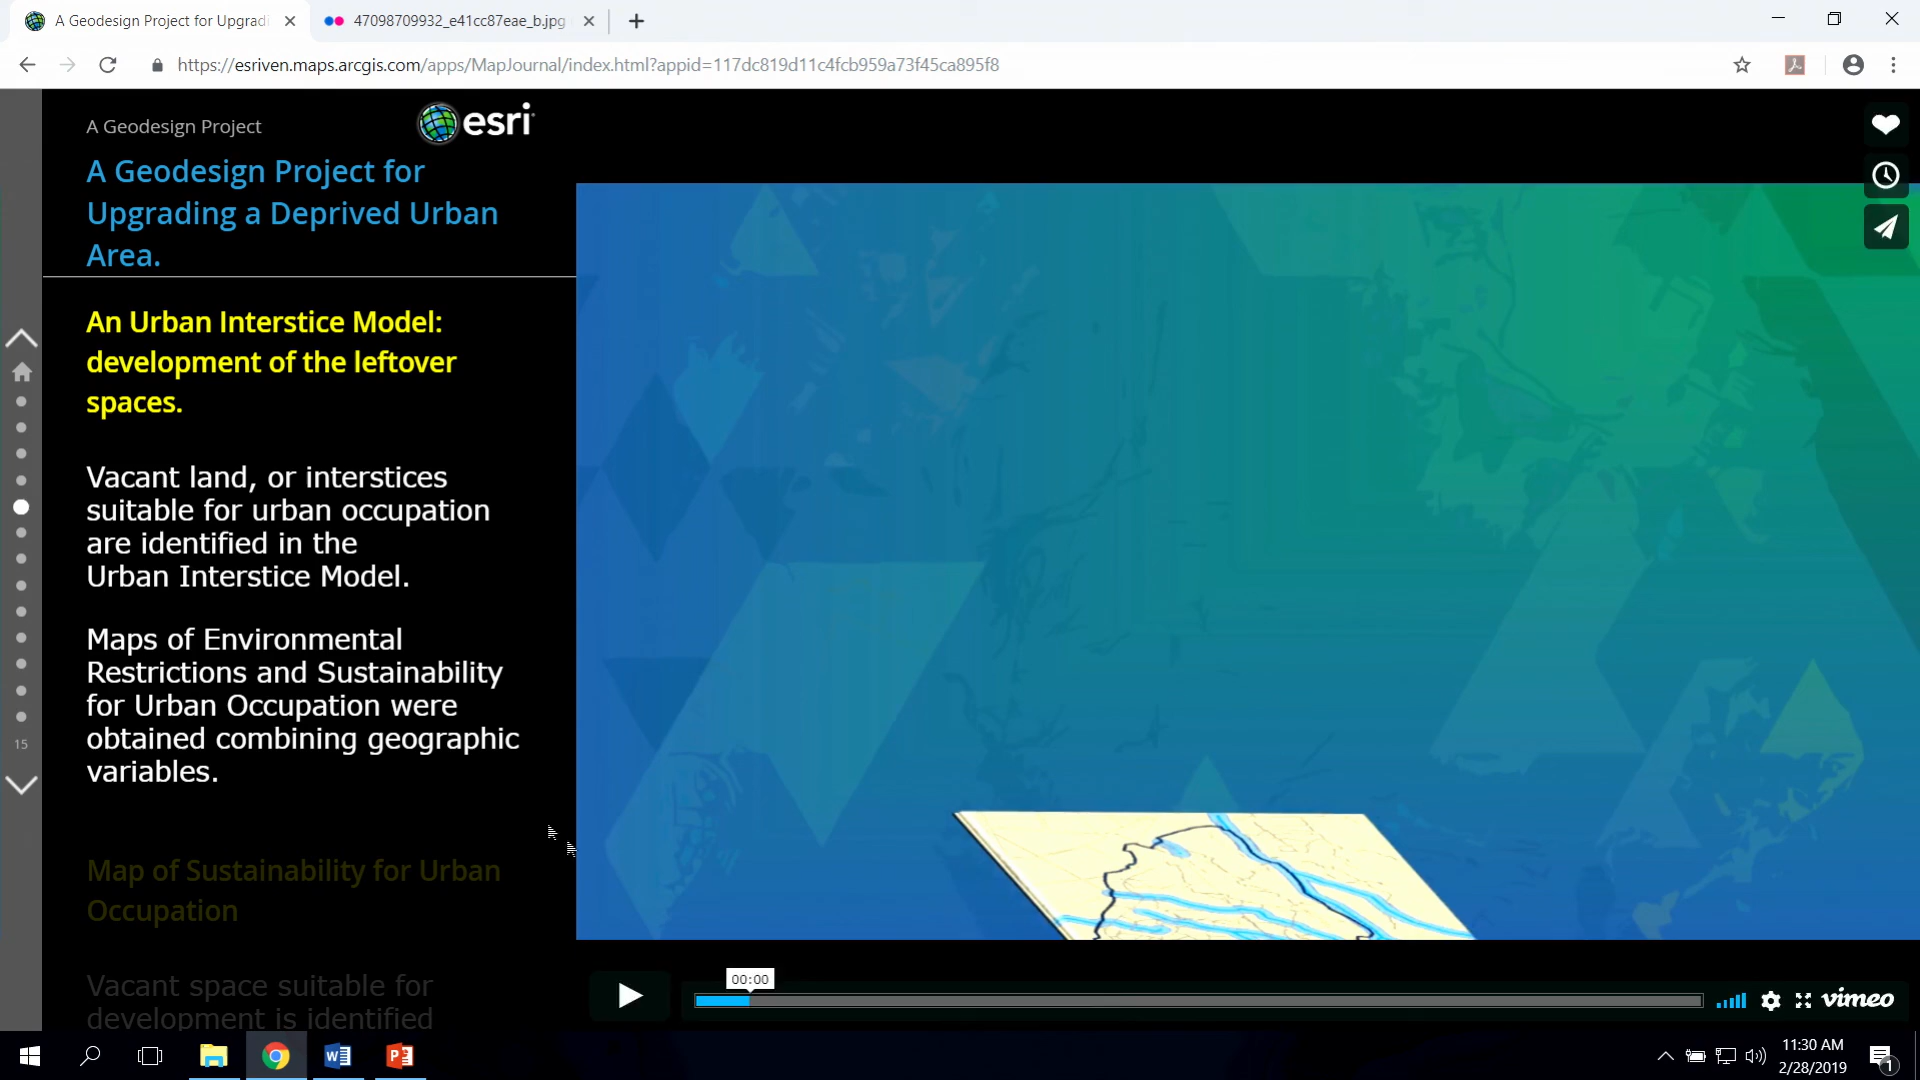 A Geodesign Project for Upgradi
47098709932_e41cc87eae_b.jpg
https://esriven.maps.arcgis.com/apps/MapJournal/index.html?appid=117dc819d11c4fcb959a73f45ca895f8
A Geodesign Project
esri
A Geodesign Project for
Upgrading a Deprived Urban
Area.
An Urban Interstice Model:
development of the leftover
spaces.
Vacant land, or interstices
suitable for urban occupation
are identified in the
Urban Interstice Model.
Maps of Environmental
Restrictions and Sustainability
for Urban Occupation were
obtained combining geographic
variables.
15
Map of Sustainability for Urban
Occupation
Vacant space suitable for
development is identified
00:00
vimeo
11:30 AM
2/28/2019
1